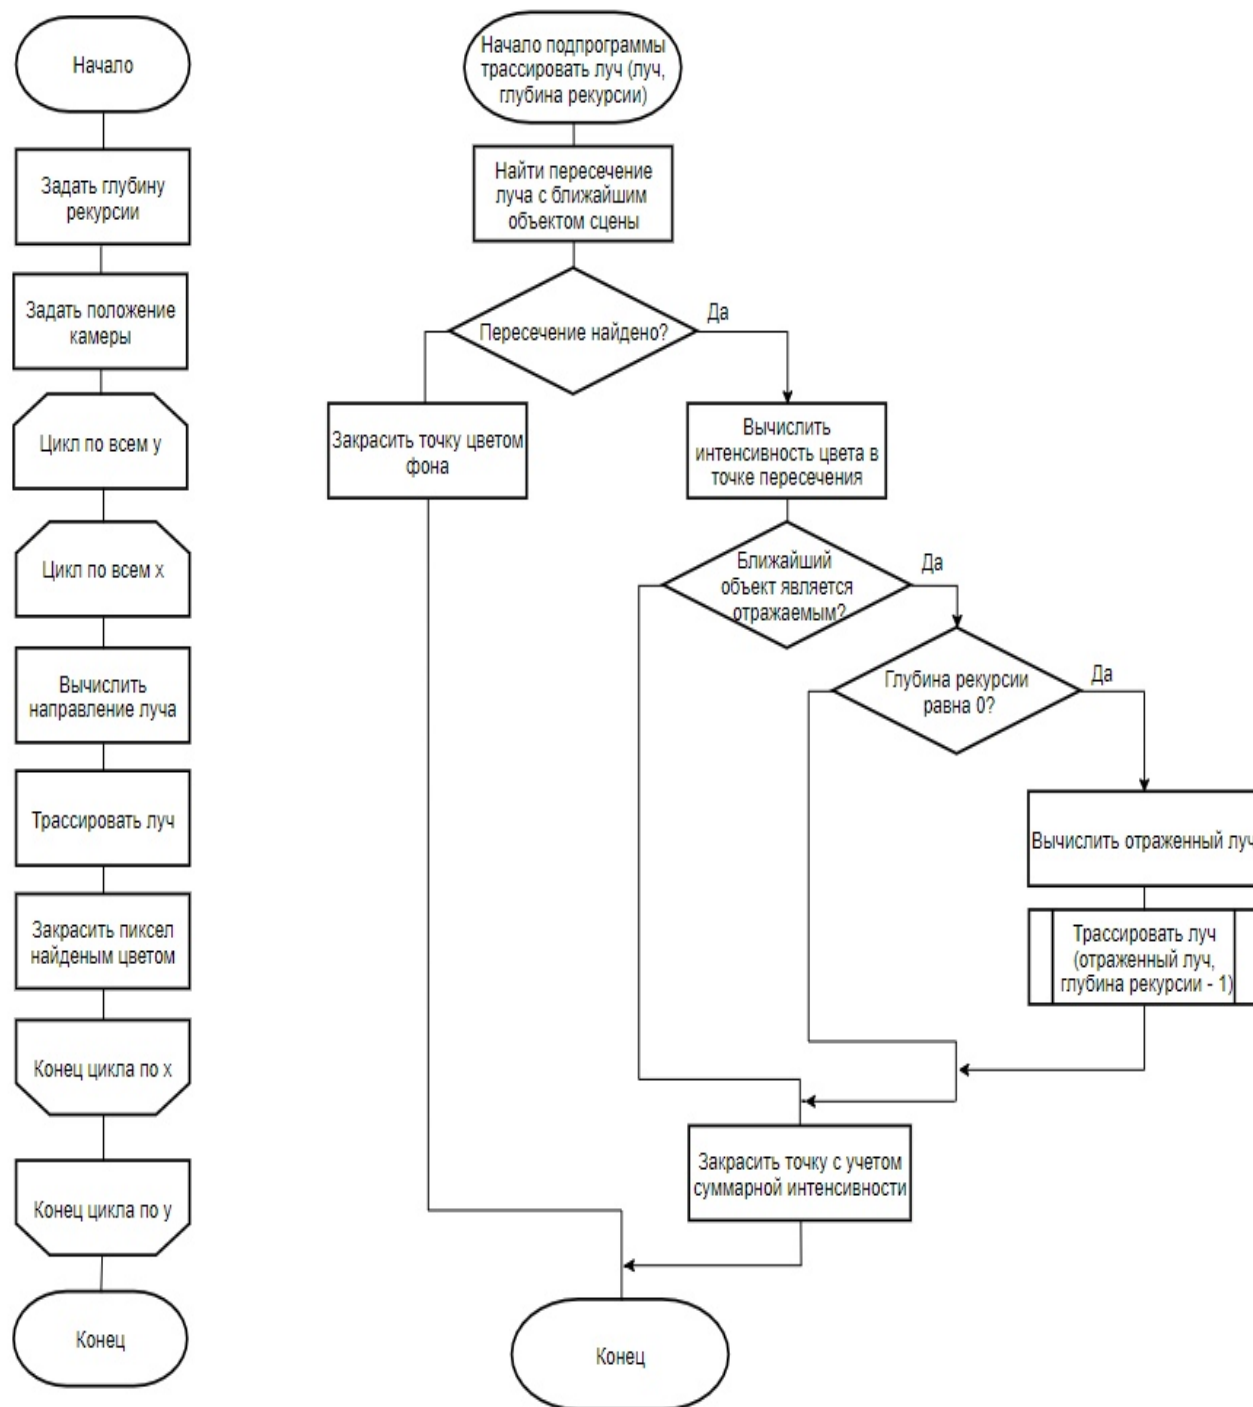 Начало
Задать глубину
рекурсии
Задать положение
камеры
Цикл по всем y
Цикл по всем x
Вычислить
направление луча
Трассировать луч
Закрасить пиксел
найденым цветом
Конец цикла по x
Конец цикла по y
Конец
Начало подпрограммы
трассировать луч (луч,
глубина рекурсии)
Найти пересечение
луча с ближайшим
объектом сцены
Пересечение найдено?
Да
Закрасить точку цветом
фона
Вычислить
интенсивность цвета в
точке пересечения
Ближайший
объект является
отражаемым?
Да
Глубина рекурсии
равна 0?
Да
Вычислить отраженный луч
Трассировать луч
(отраженный луч,
глубина рекурсии - 1)
Закрасить точку с учетом
суммарной интенсивности
Конец